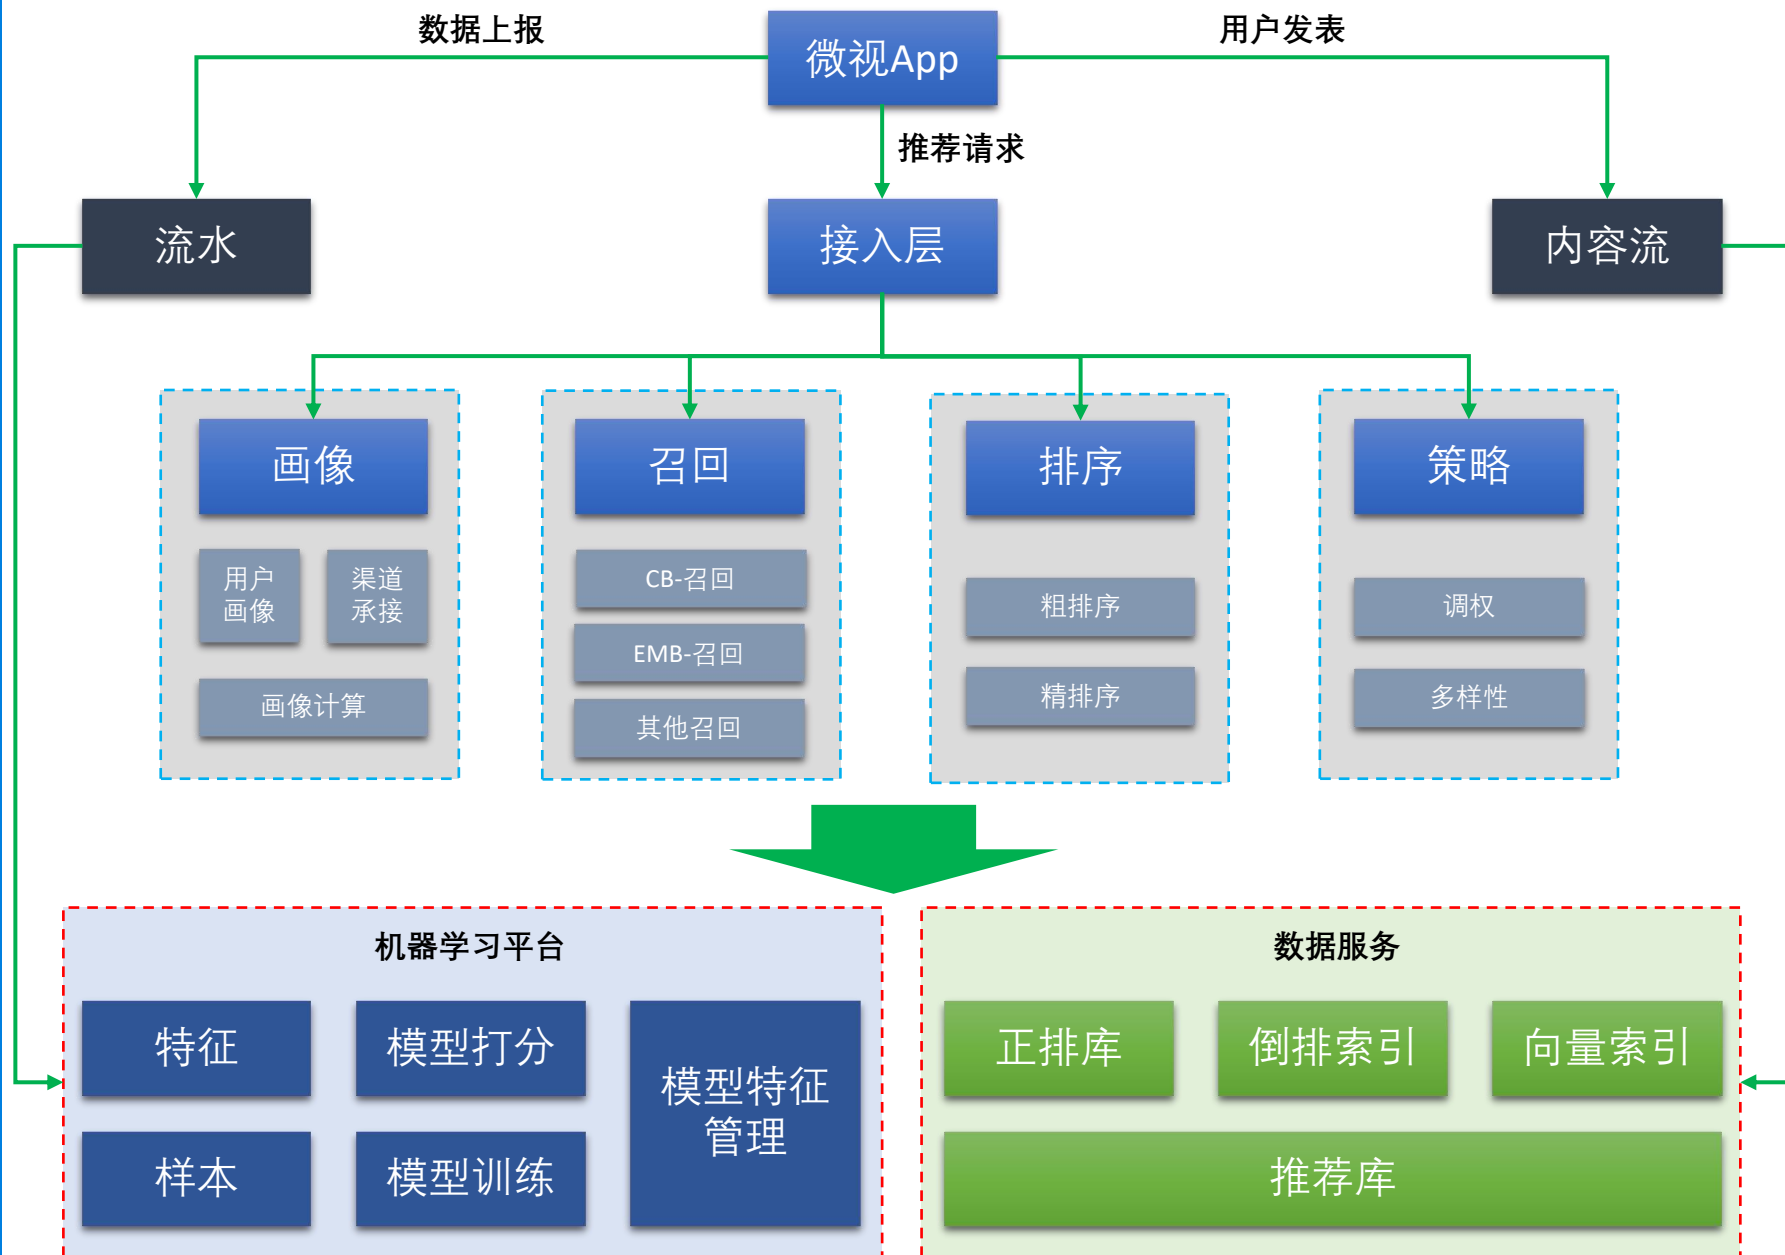 数据上报
微视App
用户发表
推荐请求
流水
接入层
内容流
画像
召回
排序
策略
用户
画像
渠道
承接
画像计算
CB-召回
EMB-召回
其他召回
粗排序
精排序
调权
多样性
机器学习平台
特征
模型打分
模型特征
管理
样本
模型训练
数据服务
正排库
倒排索引
向量索引
推荐库